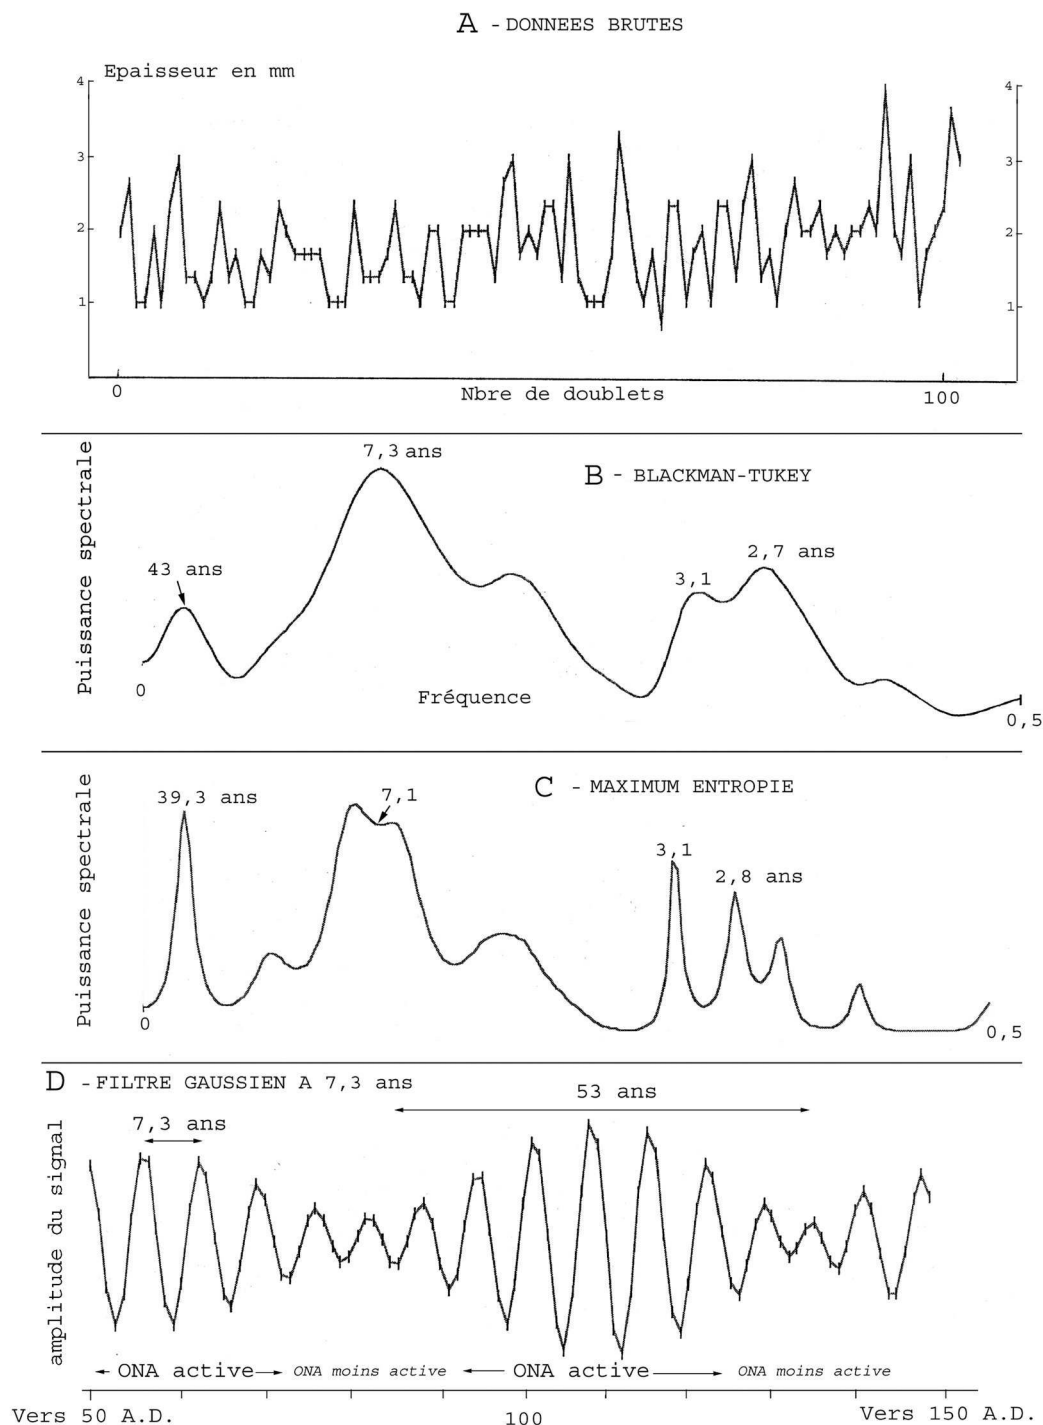 A - DONNEES BRUTES
Epaisseur en mm
4
4
3
3
2
2
1
1
0
Nbre de doublets
100
Puissance spectrale
7,3 ans
B - BLACKMAN-TUKEY
43 ans
2,7 ans
3,1
0
Fréquence
0,5
Puissance spectrale
C - MAXIMUM ENTROPIE
39,3 ans
7,1
3,1
2,8 ans
0
0,5
D - FILTRE GAUSSIEN A 7,3 ans
53 ans
7,3 ans
amplitude du signal
ONA active
ONA moins active
ONA active
ONA moins active
Vers 50 A.D.
100
Vers 150 A.D.